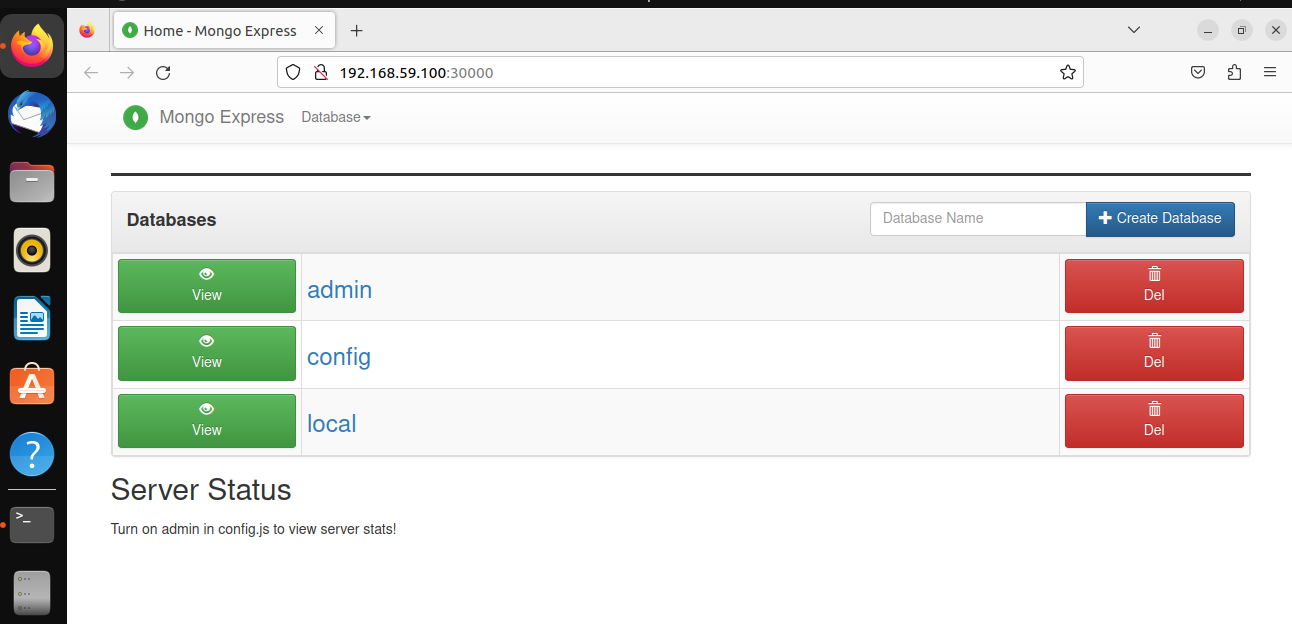 Home - Mongo Express
192.168.59.100:30000
Mongo Express Database
Databases
Database Name
Create Database
View
admin
Del
View
config
Del
View
local
Del
Server Status
Turn on admin in config.js to view server stats!